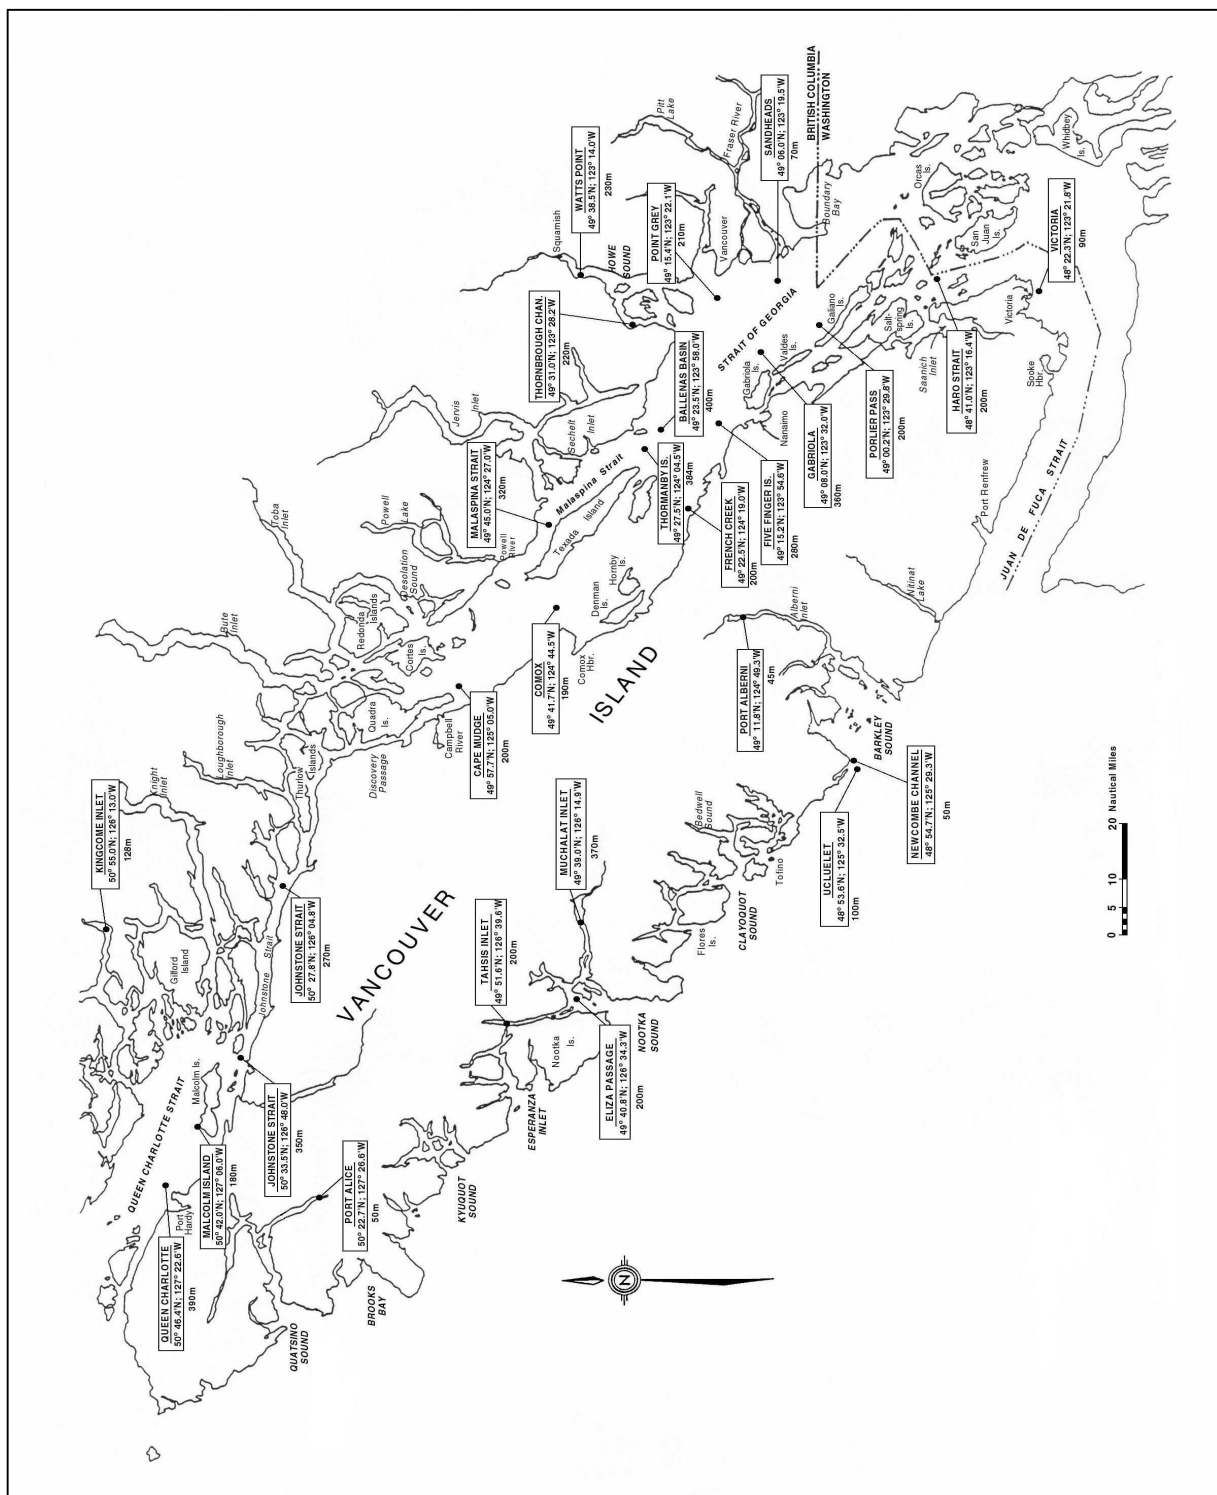 QUEEN CHARLOTTE
50° 46.4'N; 127° 22.6'W
390m
MALCOLM ISLAND
50° 42.0'N; 127° 06.0'W
180m
JOHNSTONE STRAIT
50° 33.5'N; 126° 48.0'W
350m
PORT ALICE
50° 22.7'N; 127° 26.6'W
50m
KINGCOME INLET
50° 55.0'N; 126° 13.0'W
128m
JOHNSTONE STRAIT
50° 27.8'N; 126° 04.8'W
270m
TAHSIS INLET
49° 51.6'N; 126° 39.6'W
200m
ELIZA PASSAGE
49° 40.8'N; 126° 34.3'W
200m
MUCHALAT INLET
49° 39.0'N; 126° 14.9'W
370m
CAPE MUDGE
49° 57.7'N; 125° 05.0'W
200m
COMOX
49° 41.7'N; 124° 44.5'W
190m
PORT ALBERNI
49° 11.8'N; 124° 49.3'W
45m
UCLUELET
48° 53.6'N; 125° 32.5'W
100m
NEWCOMBE CHANNEL
48° 54.7'N; 125° 29.3'W
50m
MALASPINA STRAIT
49° 45.0'N; 124° 27.0'W
320m
THORMANBY IS.
49° 27.5'N; 124° 04.5'W
384m
FRENCH CREEK
49° 22.5'N; 124° 19.0'W
200m
FIVE FINGER IS.
49° 15.2'N; 123° 54.6'W
280m
THORNBROUGH CHAN.
49° 31.0'N; 123° 28.2'W
220m
BALLENAS BASIN
49° 23.5'N; 123° 58.0'W
400m
GABRIOLA
49° 08.0'N; 123° 32.0'W
360m
PORLIER PASS
49° 00.2'N; 123° 29.8'W
200m
HARO STRAIT
48° 41.0'N; 123° 16.4'W
200m
WATTS POINT
49° 38.5'N; 123° 14.0'W
230m
POINT GREY
49° 15.4'N; 123° 22.1'W
210m
SANDHEADS
49° 06.0'N; 123° 19.5'W
70m
VICTORIA
48° 22.3'N; 123° 21.8'W
90m
QUEEN CHARLOTTE STRAIT
Port
Hardy
Malcolm Is.
Gilford
Island
Knight
Inlet
Johnstone Strait
Loughborough
Inlet
Thurlow
Islands
Discovery
Passage
Quadra
Is.
Bute
Inlet
Redonda
Islands
Cortes
Is.
Desolation
Sound
Toba
Inlet
Powell
Lake
Powell
River
Campbell
River
Comox
Hbr.
Denman
Is.
Hornby
Is.
Texada Island
Malaspina Strait
Jervis
Inlet
Sechelt
Inlet
Squamish
HOWE
SOUND
Vancouver
Pitt
Lake
Fraser River
Boundary
Bay
BRITISH COLUMBIA
WASHINGTON
STRAIT OF GEORGIA
Gabriola
Is.
Nanaimo
Valdes
Is.
Galiano
Is.
Salt-
spring
Is.
Saanich
Inlet
Orcas
Is.
San
Juan
Is.
Whidbey
Is.
Victoria
Sooke
Hbr.
Port Renfrew
JUAN DE FUCA STRAIT
Nitinat
Lake
Alberni
Inlet
BARKLEY
SOUND
Tofino
Bedwell
Sound
CLAYOQUOT
SOUND
Flores
Is.
NOOTKA
SOUND
Nootka
Is.
ESPERANZA
INLET
KYUQUOT
SOUND
BROOKS
BAY
QUATSINO
SOUND
VANCOUVER
ISLAND
N
0 5 10 20 Nautical Miles